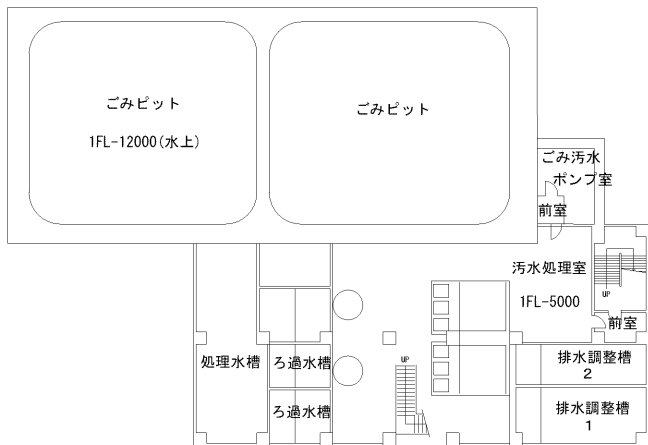 ごみピット
1FL-12000(水上)
ごみピット
ごみ汚水
ポンプ室
前室
汚水処理室
1FL-5000
UP
前室
処理水槽
ろ過水槽
UP
排水調整槽
2
ろ過水槽
排水調整槽
1